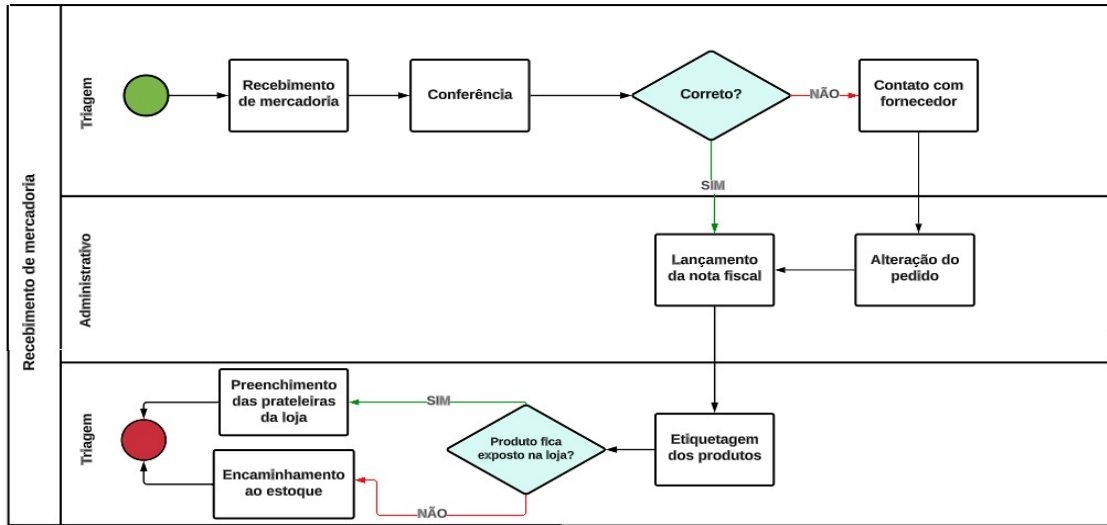 Recebimento de mercadoria
Triagem
Recebimento
de mercadoria
Conferência
Correto?
NÃO
Contato com
fornecedor
SIM
Administrativo
Lançamento
da nota fiscal
Alteração do
pedido
Triagem
Preenchimento
das prateleiras
da loja
SIM
Produto fica
exposto na loja?
Etiquetagem
dos produtos
Encaminhamento
ao estoque
NÃO